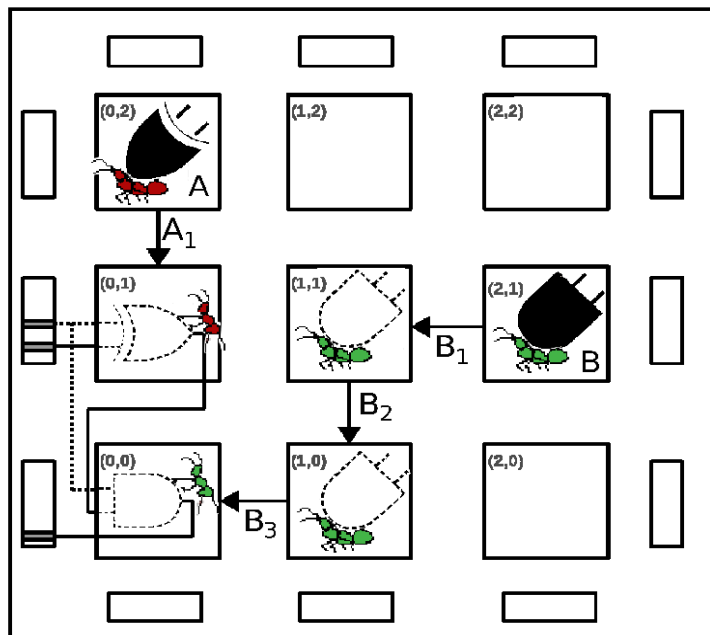 (0,2)
A
(1,2)
(2,2)
A1
(0,1)
(1,1)
(2,1)
B
B1
B2
(0,0)
(1,0)
(2,0)
B3